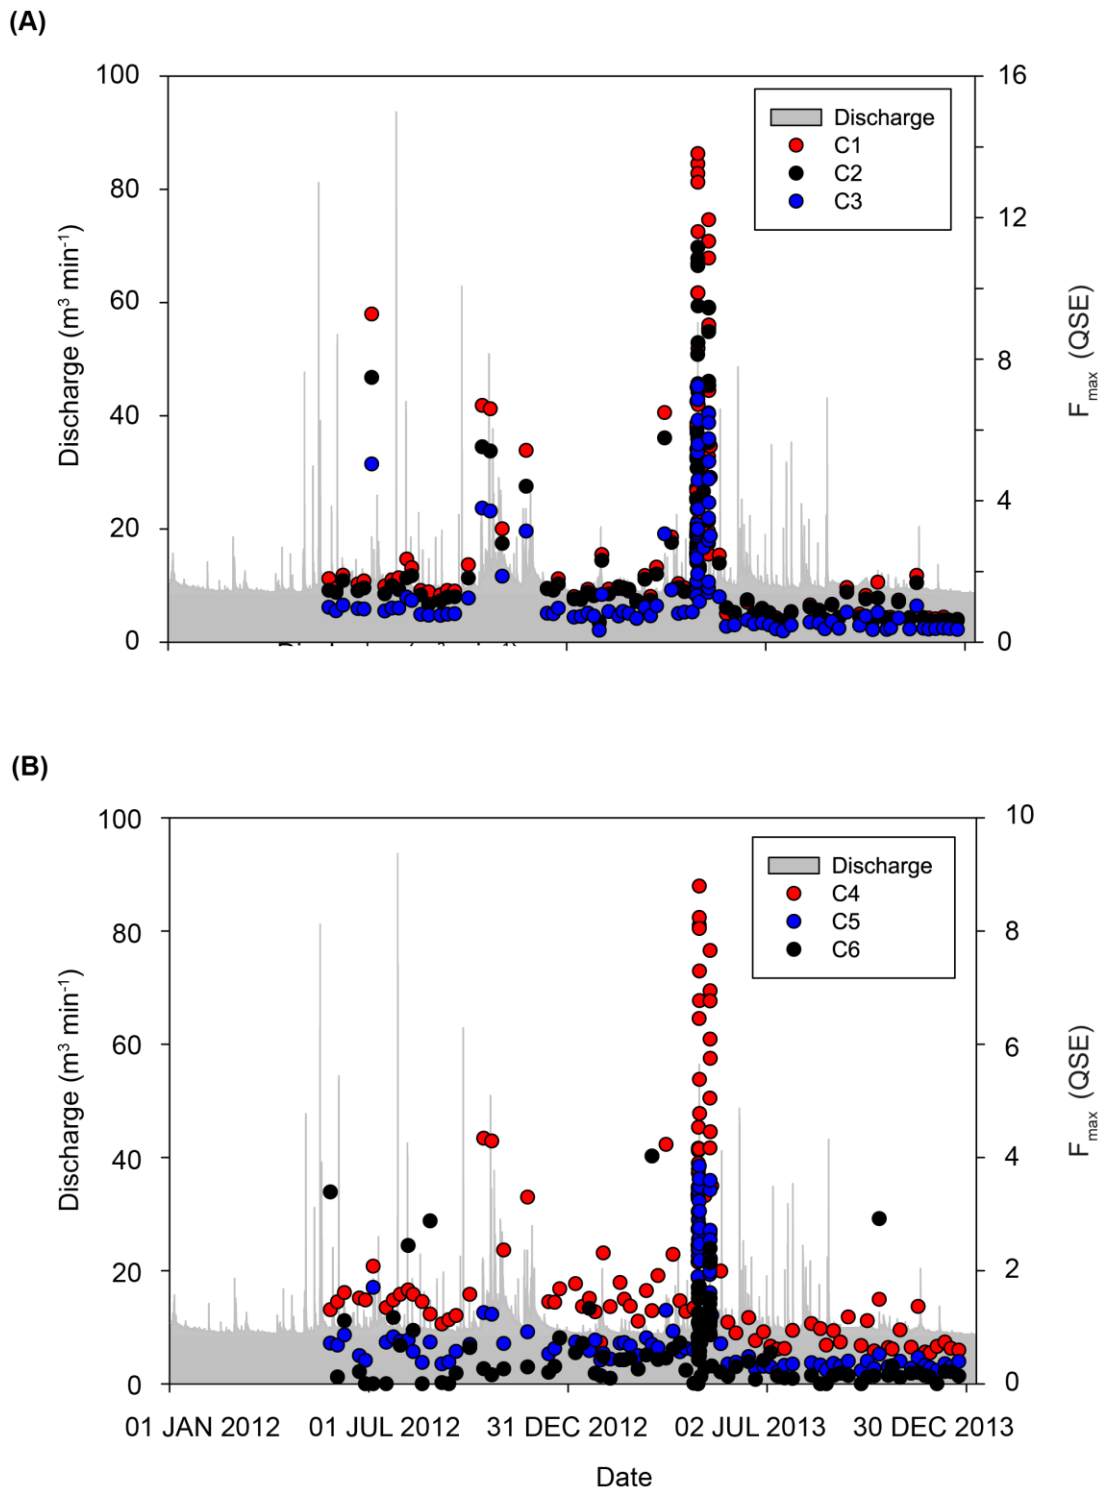 (A)
100
80
60
40
20
0
Discharge (m³ min⁻¹)
16
12
8
4
0
F_max (QSE)
Discharge
C1
C2
C3
(B)
100
80
60
40
20
0
Discharge (m³ min⁻¹)
10
8
6
4
2
0
F_max (QSE)
Discharge
C4
C5
C6
01 JAN 2012 01 JUL 2012 31 DEC 2012 02 JUL 2013 30 DEC 2013
Date